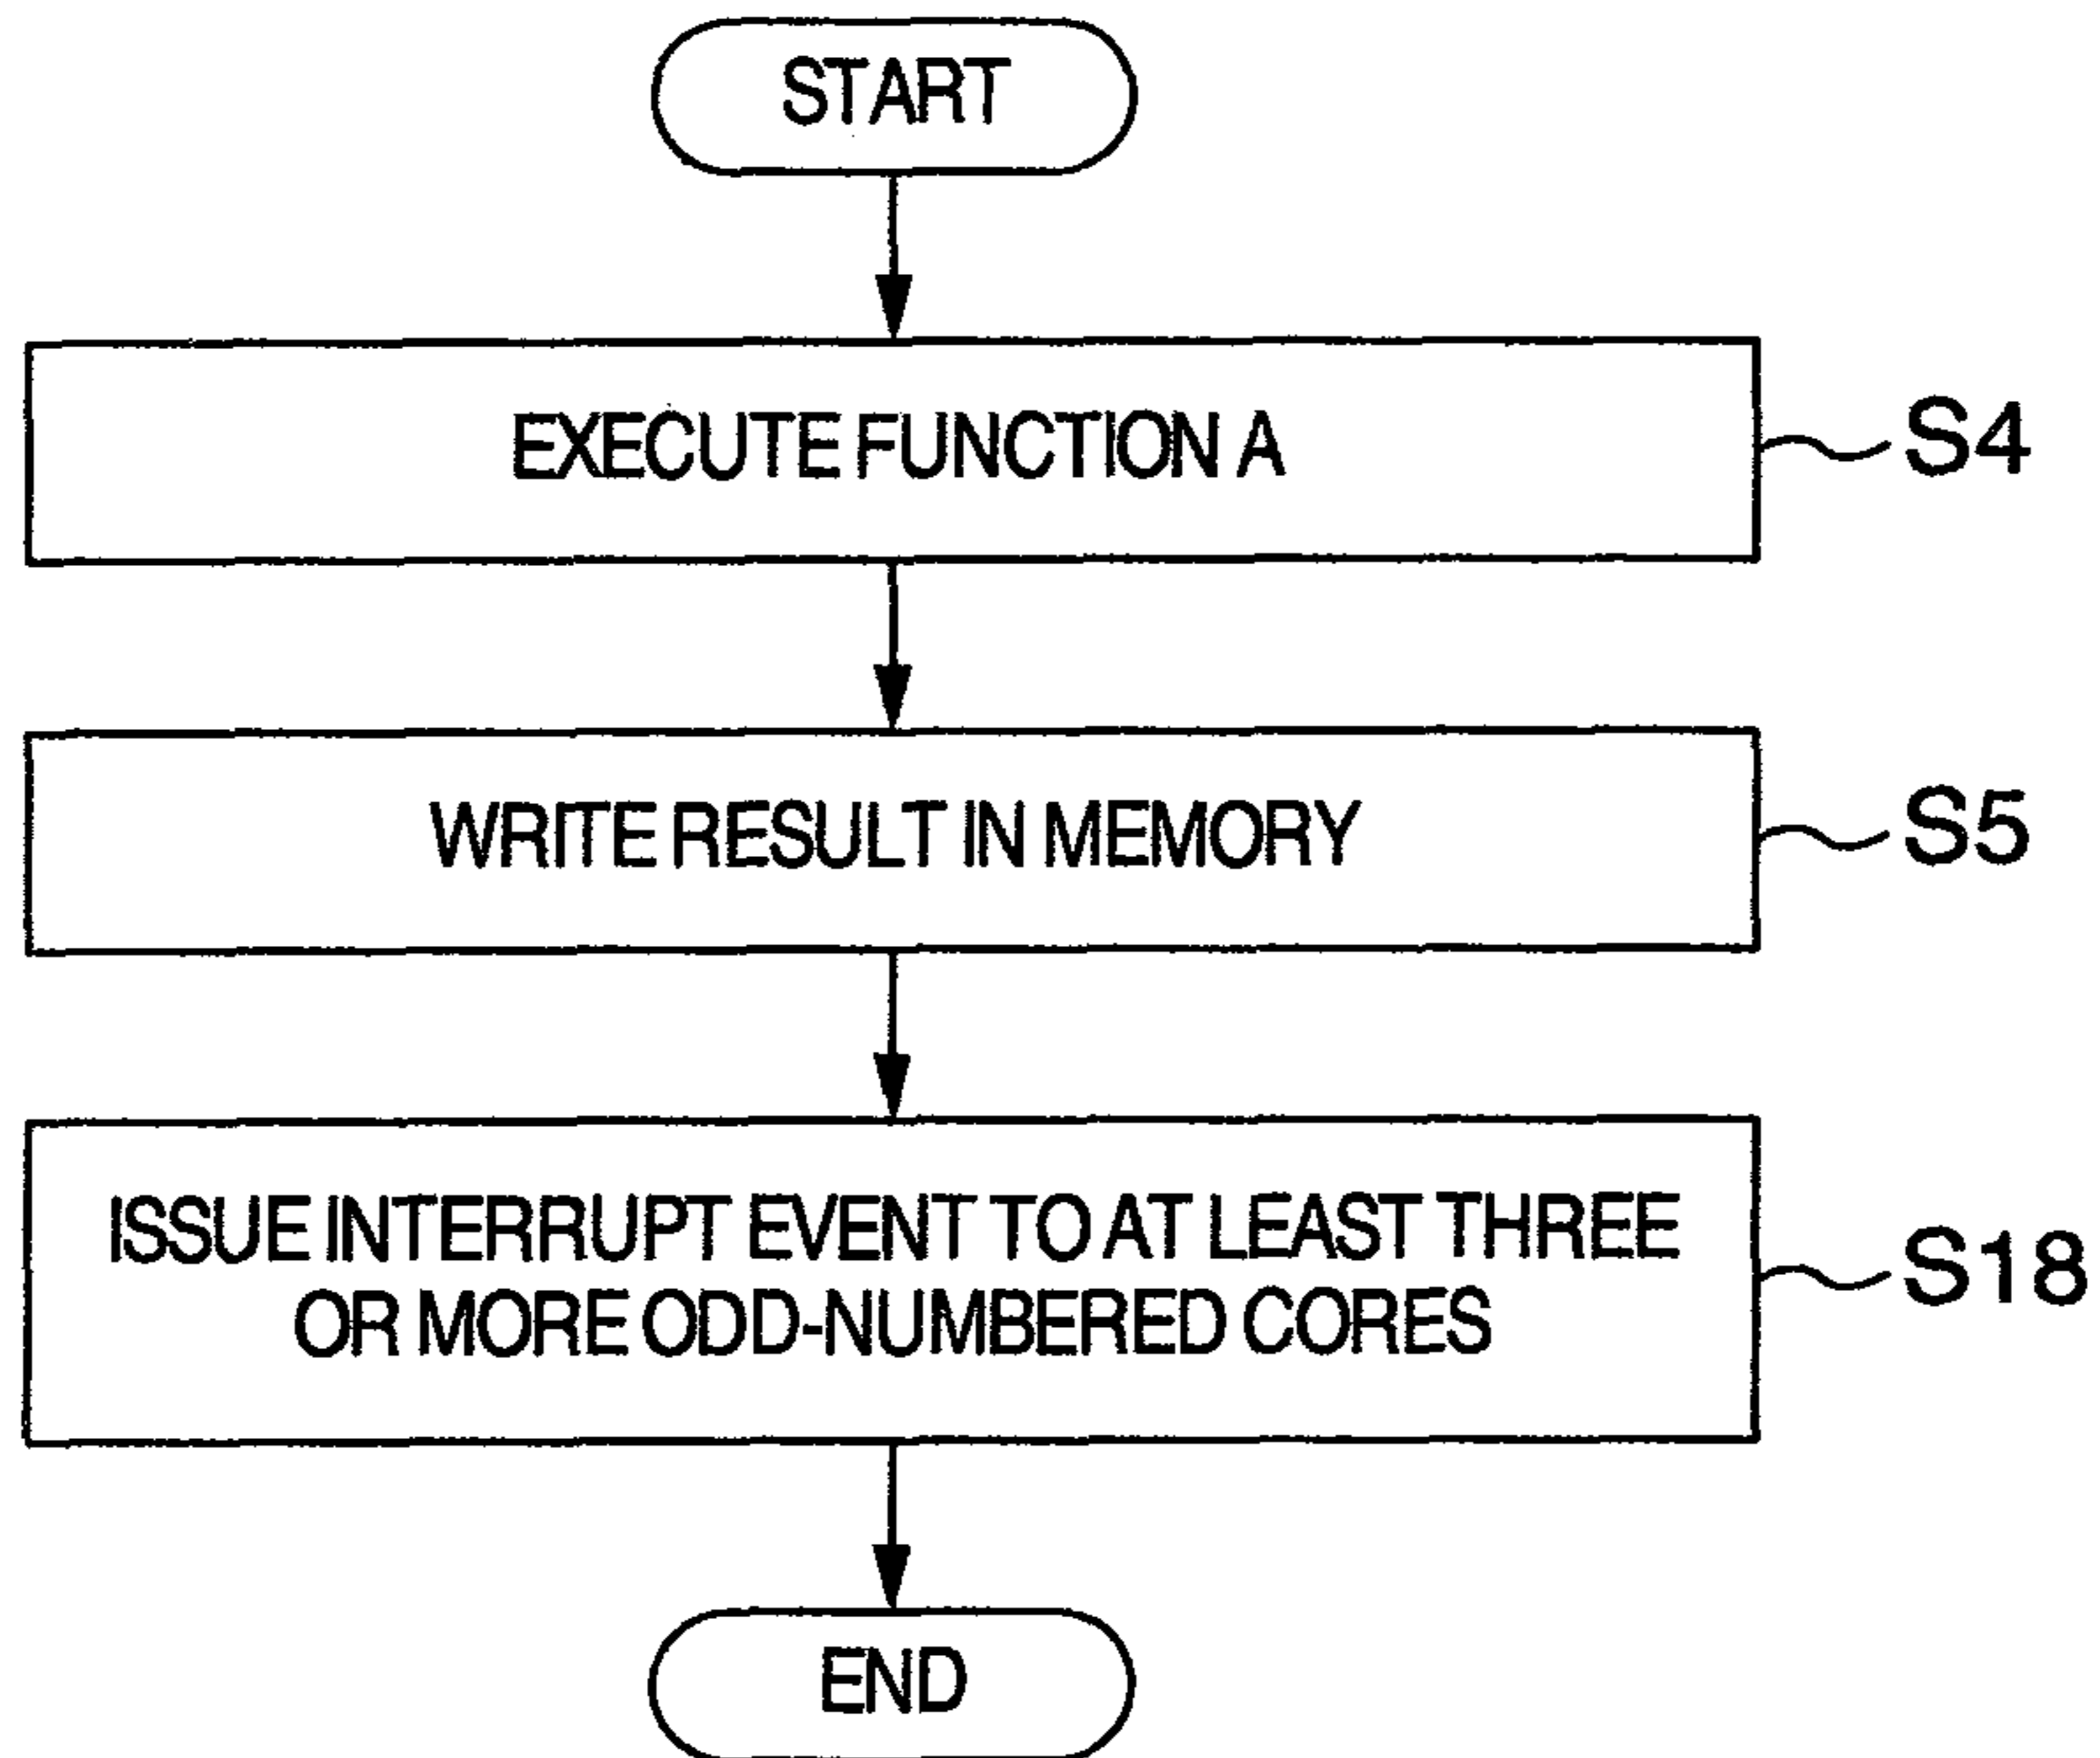 START
EXECUTE FUNCTION A
S4
WRITE RESULT IN MEMORY
S5
ISSUE INTERRUPT EVENT TO AT LEAST THREE
OR MORE ODD-NUMBERED CORES
S18
END